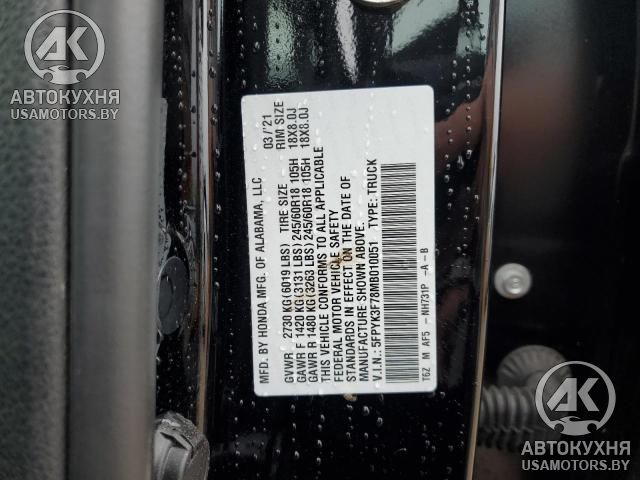 АК
АВТОКУХНЯ
USAMOTORS.BY
MFD. BY HONDA MFG. OF ALABAMA, LLC 03/'21
GVWR 2730 KG(6019 LBS) TIRE SIZE RIM SIZE
GAWR F 1420 KG(3131 LBS) 245/60R18 105H 18X8.0J
GAWR R 1480 KG(3263 LBS) 245/60R18 105H 18X8.0J
THIS VEHICLE CONFORMS TO ALL APPLICABLE
FEDERAL MOTOR VEHICLE SAFETY
STANDARDS IN EFFECT ON THE DATE OF
MANUFACTURE SHOWN ABOVE.
V.I.N.: 5FPYK3F78MB010051 TYPE: TRUCK
T6Z M AF5 -NH731P -A -B
АК
АВТОКУХНЯ
USAMOTORS.BY